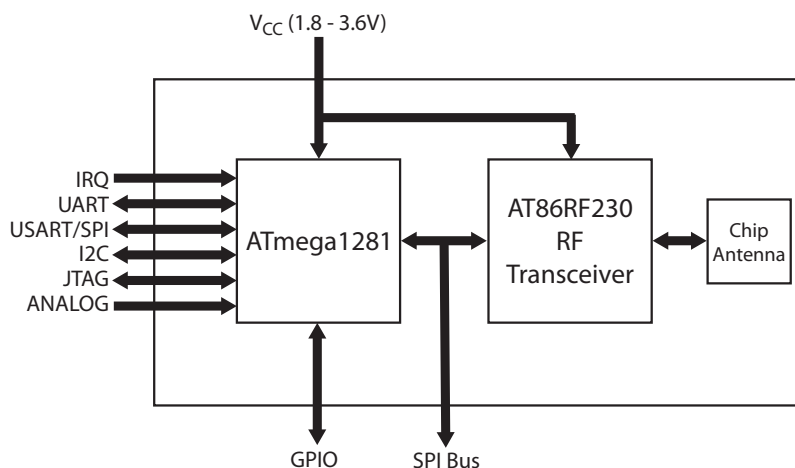 V_CC (1.8 - 3.6V)
IRQ
UART
USART/SPI
I2C
JTAG
ANALOG
ATmega1281
AT86RF230
RF
Transceiver
Chip
Antenna
GPIO
SPI Bus